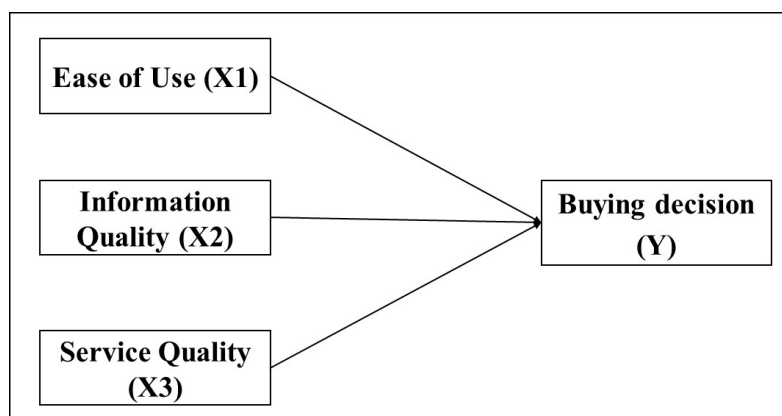 Ease of Use (X1)
Information
Quality (X2)
Buying decision
(Y)
Service Quality
(X3)